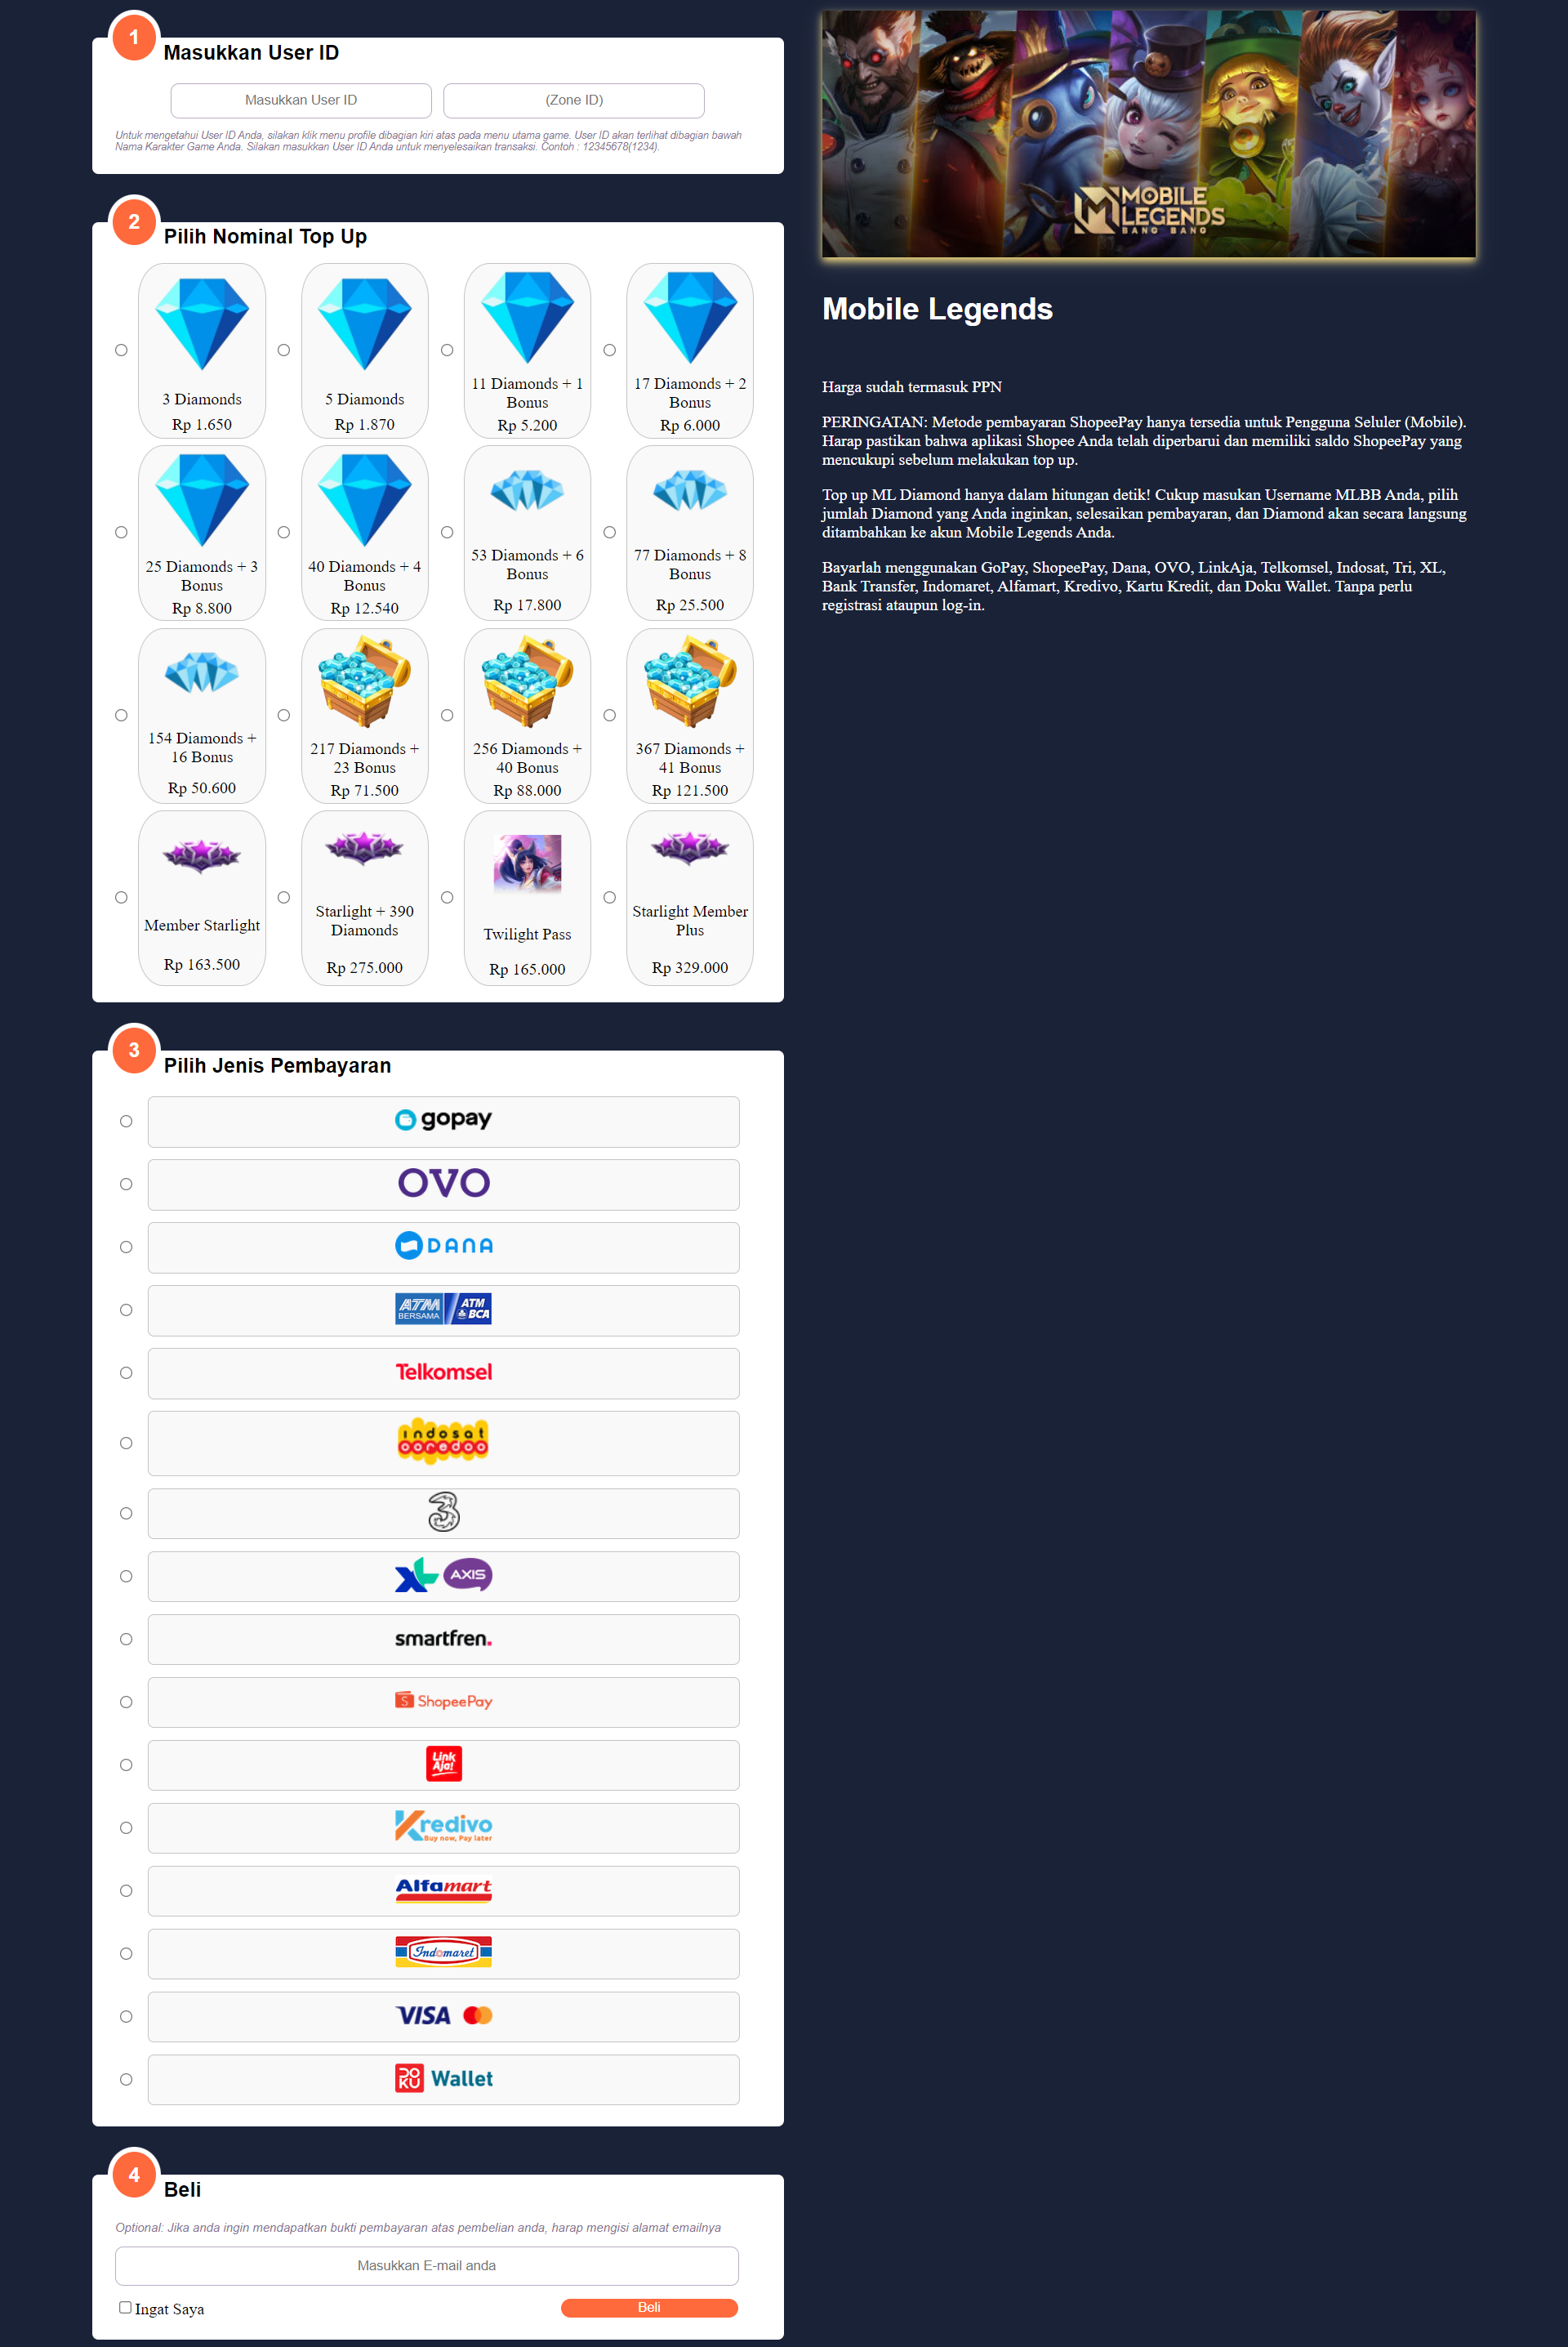 1
Masukkan User ID
Masukkan User ID
(Zone ID)
Untuk mengetahui User ID Anda, silakan klik menu profile dibagian kiri atas pada menu utama game. User ID akan terlihat dibagian bawah
Nama Karakter Game Anda. Silakan masukkan User ID Anda untuk menyelesaikan transaksi. Contoh : 12345678(1234).
2
Pilih Nominal Top Up
3 Diamonds
Rp 1.650
5 Diamonds
Rp 1.870
11 Diamonds + 1
Bonus
Rp 5.200
17 Diamonds + 2
Bonus
Rp 6.000
25 Diamonds + 3
Bonus
Rp 8.800
40 Diamonds + 4
Bonus
Rp 12.540
53 Diamonds + 6
Bonus
Rp 17.800
77 Diamonds + 8
Bonus
Rp 25.500
154 Diamonds +
16 Bonus
Rp 50.600
217 Diamonds +
23 Bonus
Rp 71.500
256 Diamonds +
40 Bonus
Rp 88.000
367 Diamonds +
41 Bonus
Rp 121.500
Member Starlight
Rp 163.500
Starlight + 390
Diamonds
Rp 275.000
Twilight Pass
Rp 165.000
Starlight Member
Plus
Rp 329.000
3
Pilih Jenis Pembayaran
gopay
OVO
DANA
ATM
BERSAMA
ATM
BCA
Telkomsel
indosat
ooredoo
3
XL AXIS
smartfren.
S ShopeePay
Link
Aja!
Kredivo
Buy now, Pay later
Alfamart
Indomaret
VISA
DOKU Wallet
4
Beli
Optional: Jika anda ingin mendapatkan bukti pembayaran atas pembelian anda, harap mengisi alamat emailnya
Masukkan E-mail anda
Ingat Saya
Beli
MOBILE
LEGENDS
BANG BANG
Mobile Legends
Harga sudah termasuk PPN
PERINGATAN: Metode pembayaran ShopeePay hanya tersedia untuk Pengguna Seluler (Mobile).
Harap pastikan bahwa aplikasi Shopee Anda telah diperbarui dan memiliki saldo ShopeePay yang
mencukupi sebelum melakukan top up.
Top up ML Diamond hanya dalam hitungan detik! Cukup masukan Username MLBB Anda, pilih
jumlah Diamond yang Anda inginkan, selesaikan pembayaran, dan Diamond akan secara langsung
ditambahkan ke akun Mobile Legends Anda.
Bayarlah menggunakan GoPay, ShopeePay, Dana, OVO, LinkAja, Telkomsel, Indosat, Tri, XL,
Bank Transfer, Indomaret, Alfamart, Kredivo, Kartu Kredit, dan Doku Wallet. Tanpa perlu
registrasi ataupun log-in.